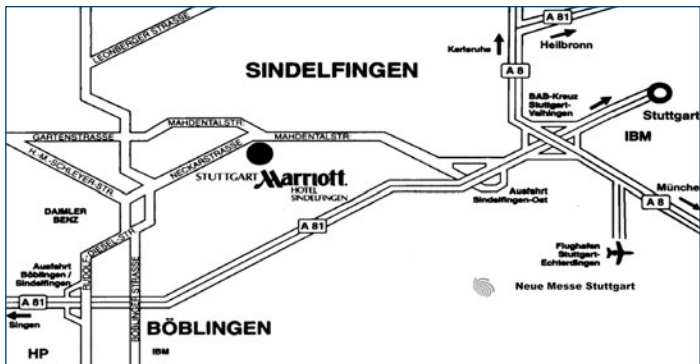 A 81
LEONBERGER STRASSE
Karlsruhe
Heilbronn
SINDELFINGEN
A 8
BAB-Kreuz
Stuttgart-
Vaihingen
Stuttgart
MAHDENTALSTR.
GARTENSTRASSE
MAHDENTALSTR.
IBM
H.-M.-SCHLEYER-STR.
NECKARSTRASSE
STUTTGART
Marriott.
HOTEL
SINDELFINGEN
Ausfahrt
Sindelfingen-Ost
Münche
A 8
DAIMLER
BENZ
RUDOLF-DIESEL-STR
A 81
Flughafen
Stuttgart-
Echterdingen
Ausfahrt
Böblingen /
Sindelfingen
BÖBLINGER STRASSE
Neue Messe Stuttgart
A 81
Singen
BÖBLINGEN
HP
IBM